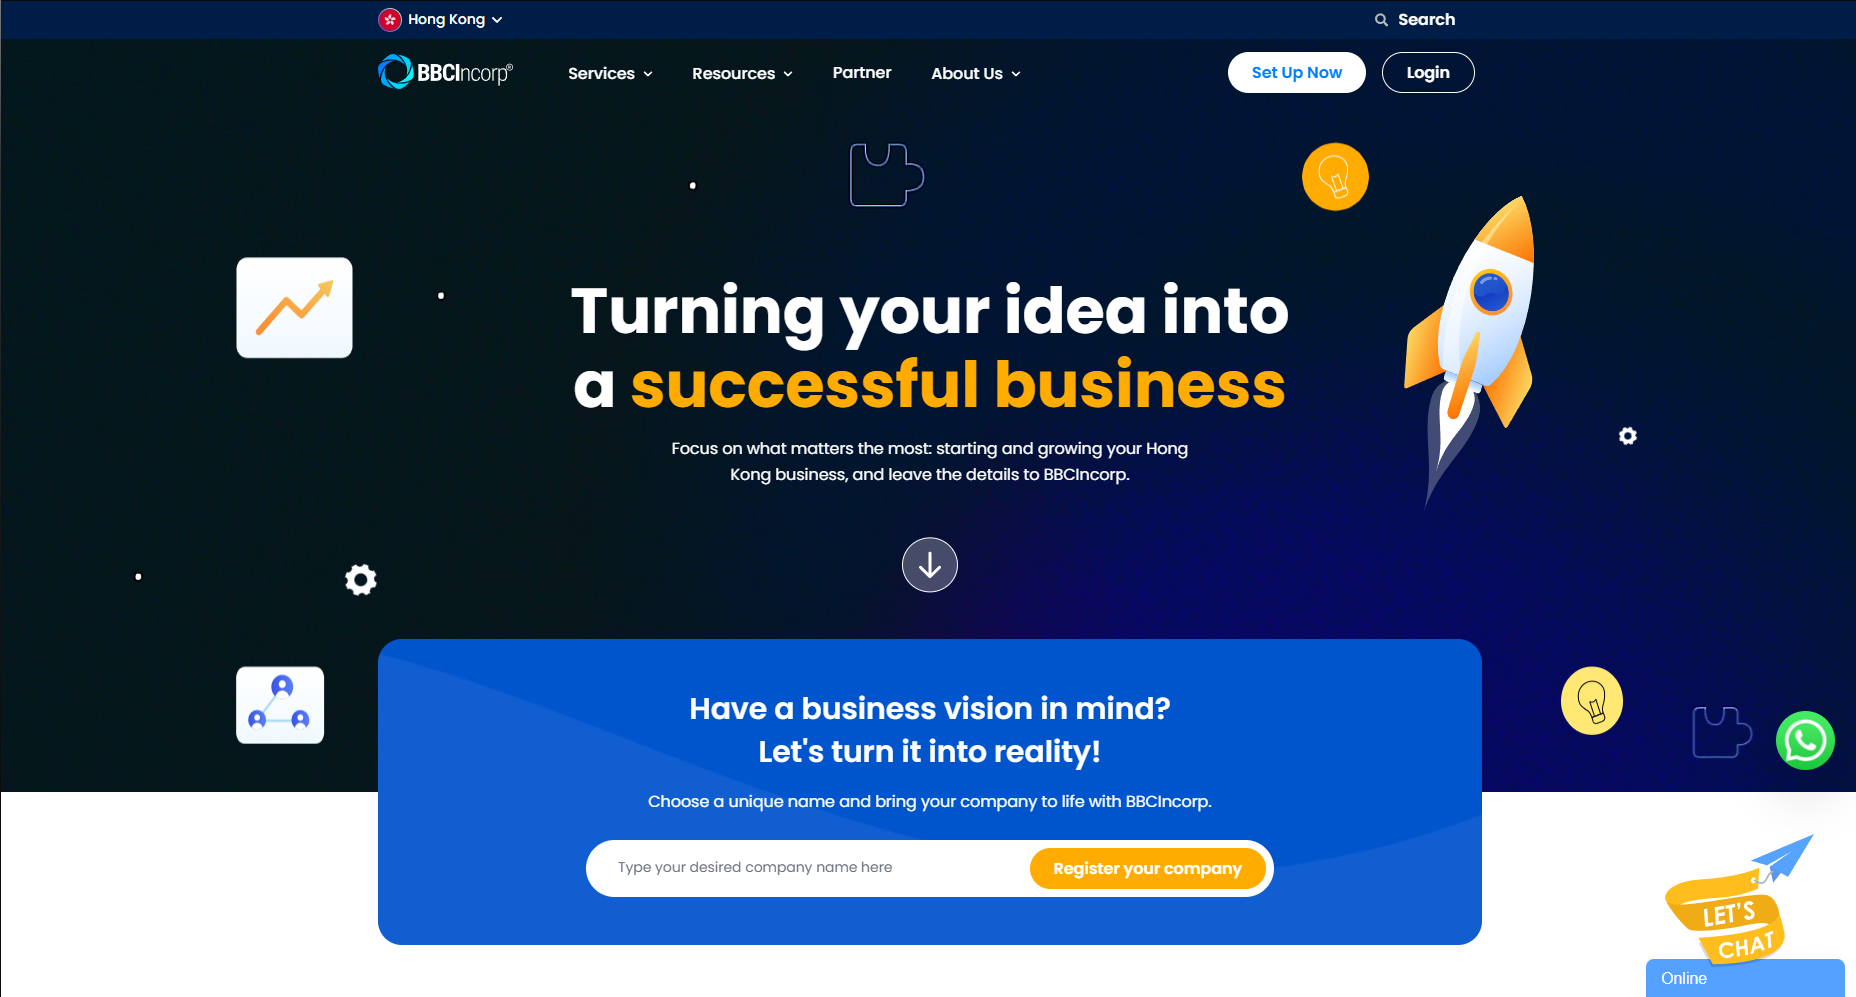 Hong Kong
Search
BBCIncorp®
Services
Resources
Partner
About Us
Set Up Now
Login
Turning your idea into
a successful business
Focus on what matters the most: starting and growing your Hong
Kong business, and leave the details to BBCIncorp.
Have a business vision in mind?
Let's turn it into reality!
Choose a unique name and bring your company to life with BBCIncorp.
Type your desired company name here
Register your company
LET'S
CHAT
Online